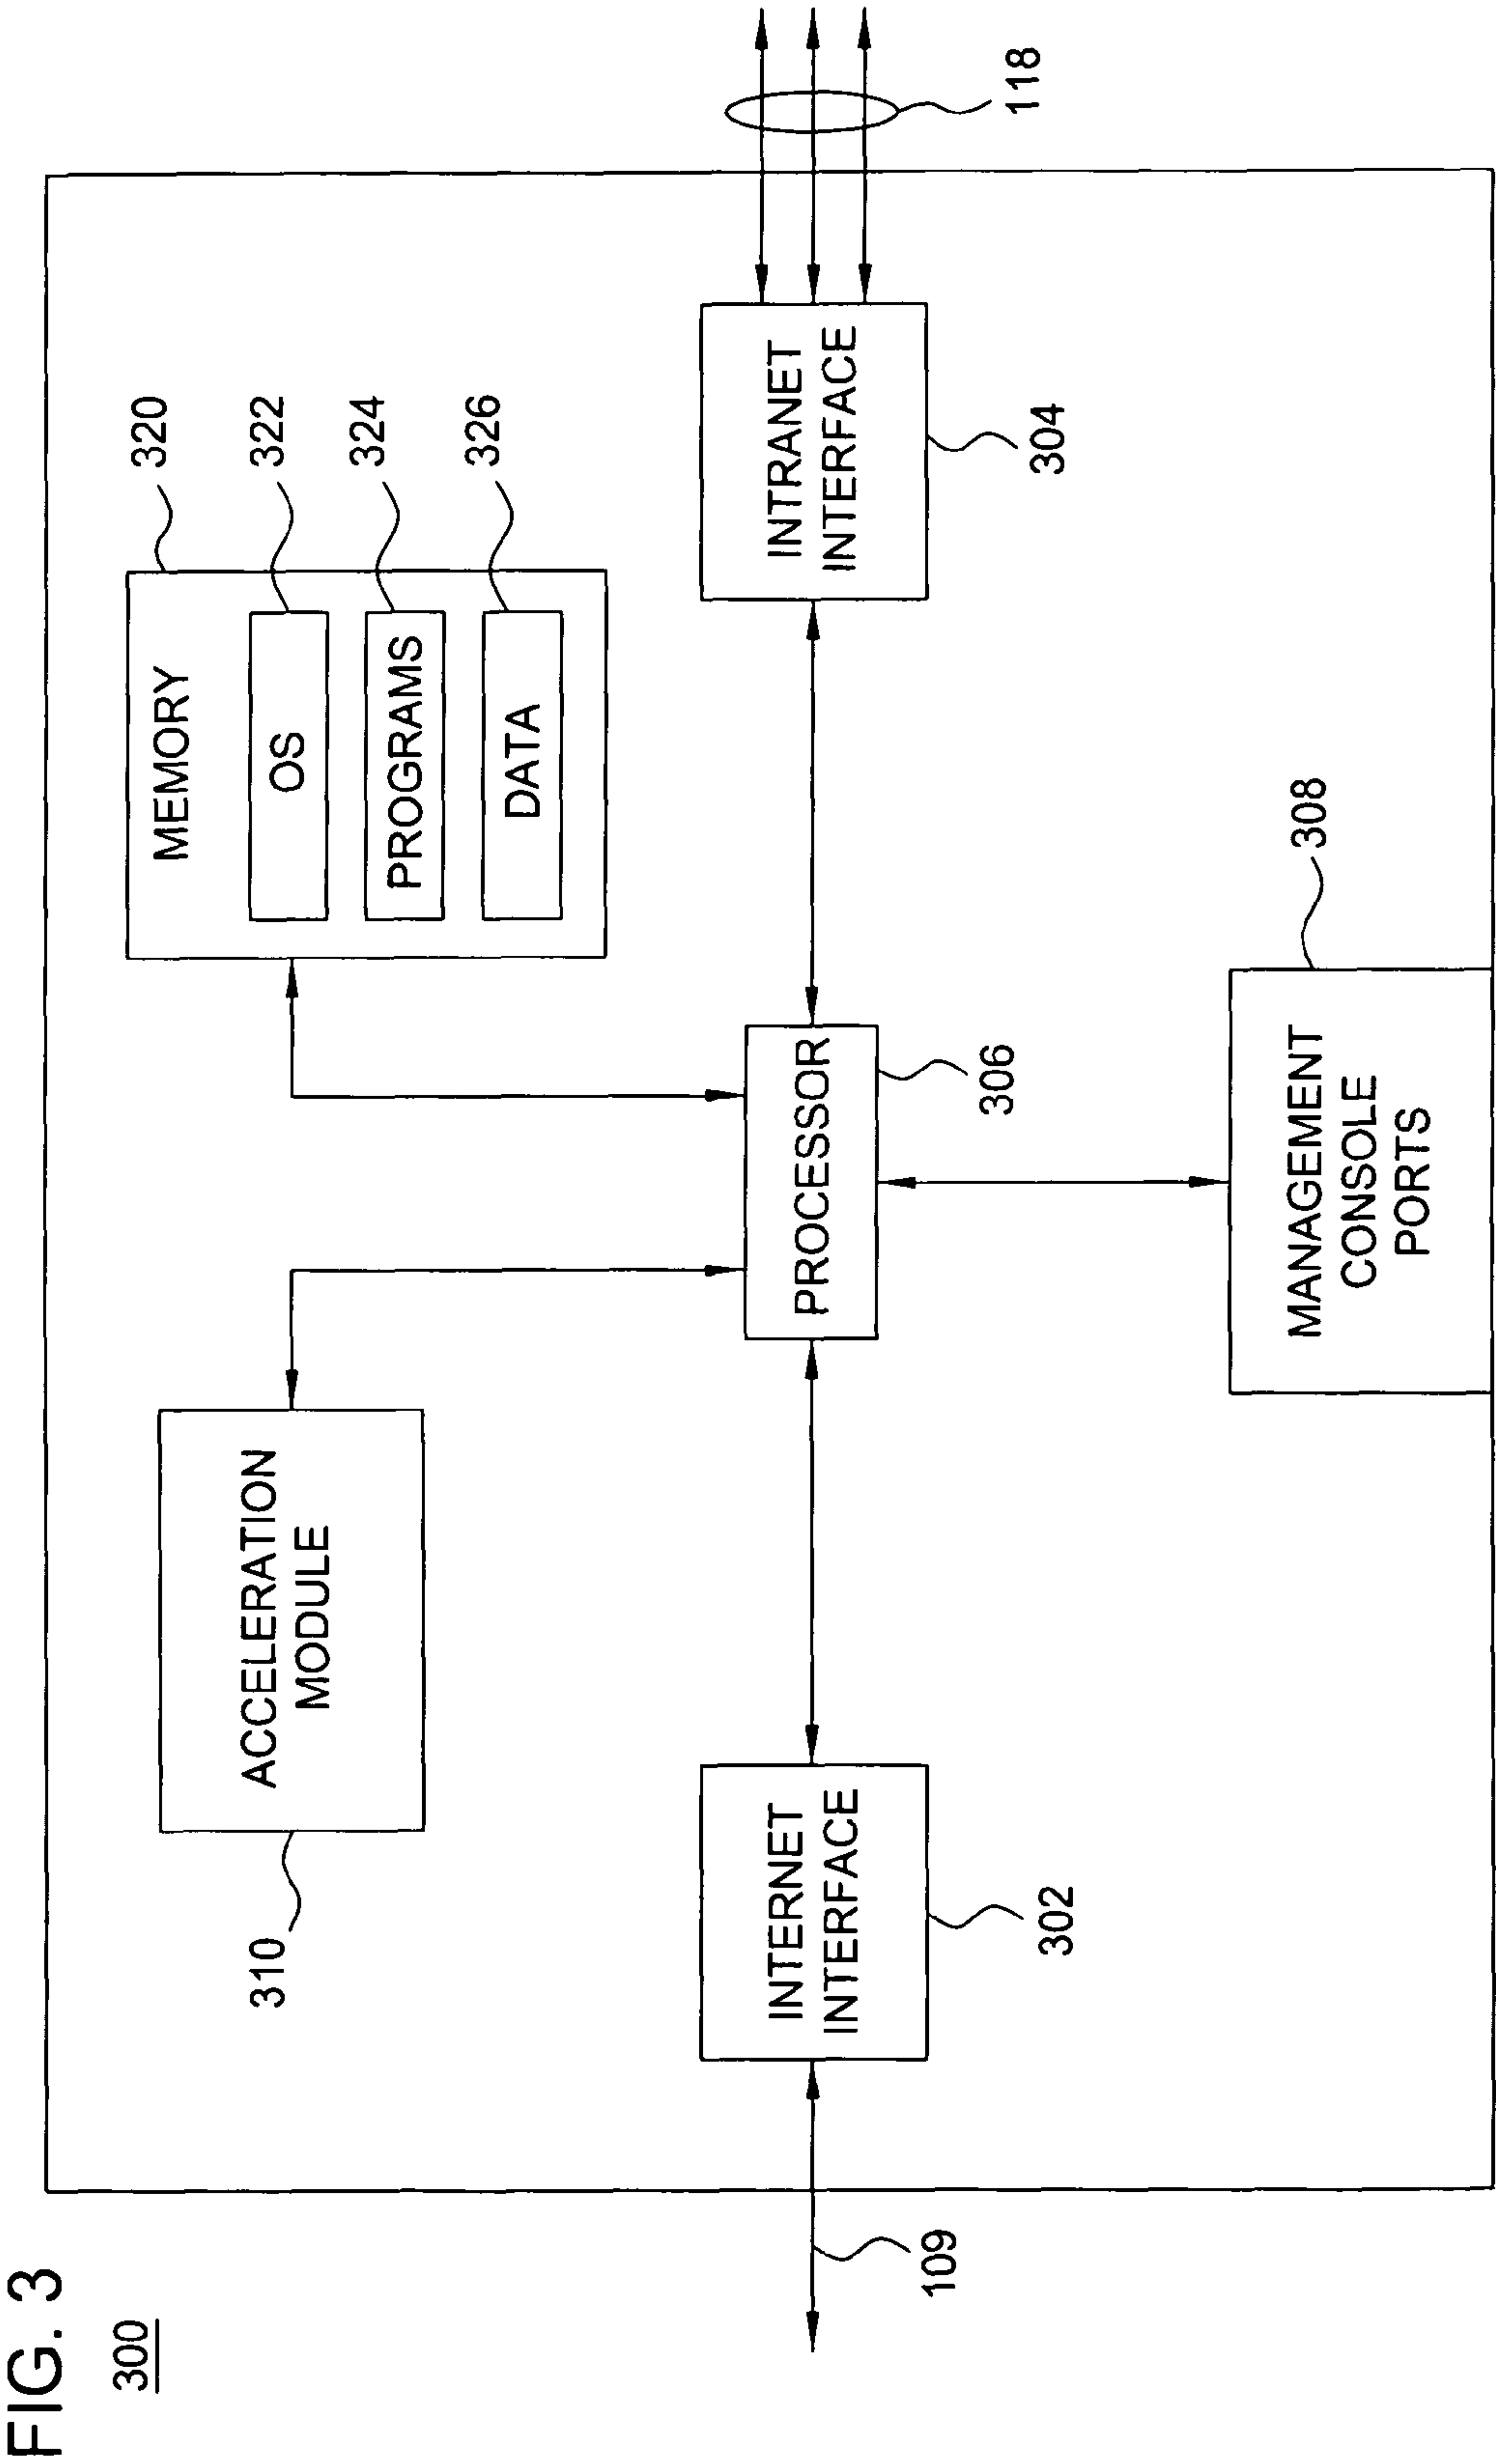 FIG. 3
300
310
ACCELERATION
MODULE
MEMORY
OS
PROGRAMS
DATA
320
322
324
326
109
INTERNET
INTERFACE
302
PROCESSOR
306
INTRANET
INTERFACE
304
118
MANAGEMENT
CONSOLE
PORTS
308